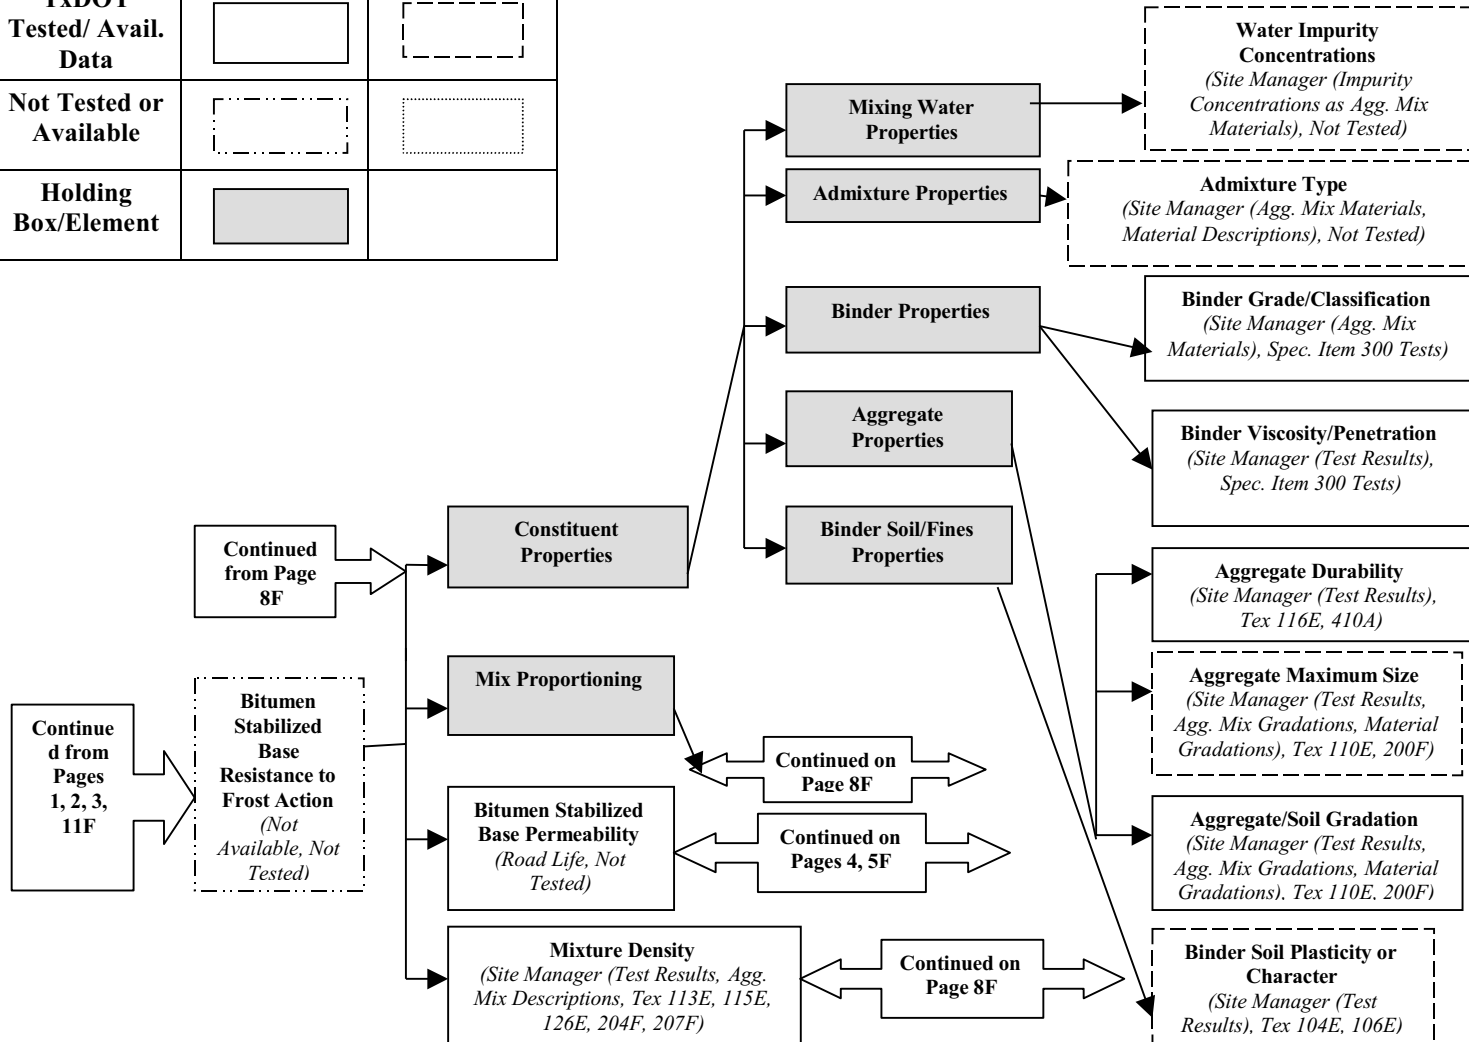 TxDOT
Tested/ Avail.
Data
Not Tested or
Available
Holding
Box/Element
Water Impurity
Concentrations
(Site Manager (Impurity
Concentrations as Agg. Mix
Materials), Not Tested)
Mixing Water
Properties
Admixture Properties
Admixture Type
(Site Manager (Agg. Mix Materials,
Material Descriptions), Not Tested)
Binder Properties
Binder Grade/Classification
(Site Manager (Agg. Mix
Materials), Spec. Item 300 Tests)
Aggregate
Properties
Binder Viscosity/Penetration
(Site Manager (Test Results),
Spec. Item 300 Tests)
Binder Soil/Fines
Properties
Constituent
Properties
Continued
from Page
8F
Aggregate Durability
(Site Manager (Test Results),
Tex 116E, 410A)
Mix Proportioning
Aggregate Maximum Size
(Site Manager (Test Results,
Agg. Mix Gradations, Material
Gradations), Tex 110E, 200F)
Continue
d from
Pages
1, 2, 3,
11F
Bitumen
Stabilized
Base
Resistance to
Frost Action
(Not
Available, Not
Tested)
Continued on
Page 8F
Bitumen Stabilized
Base Permeability
(Road Life, Not
Tested)
Continued on
Pages 4, 5F
Aggregate/Soil Gradation
(Site Manager (Test Results,
Agg. Mix Gradations, Material
Gradations), Tex 110E, 200F)
Mixture Density
(Site Manager (Test Results, Agg.
Mix Descriptions, Tex 113E, 115E,
126E, 204F, 207F)
Continued on
Page 8F
Binder Soil Plasticity or
Character
(Site Manager (Test
Results), Tex 104E, 106E)